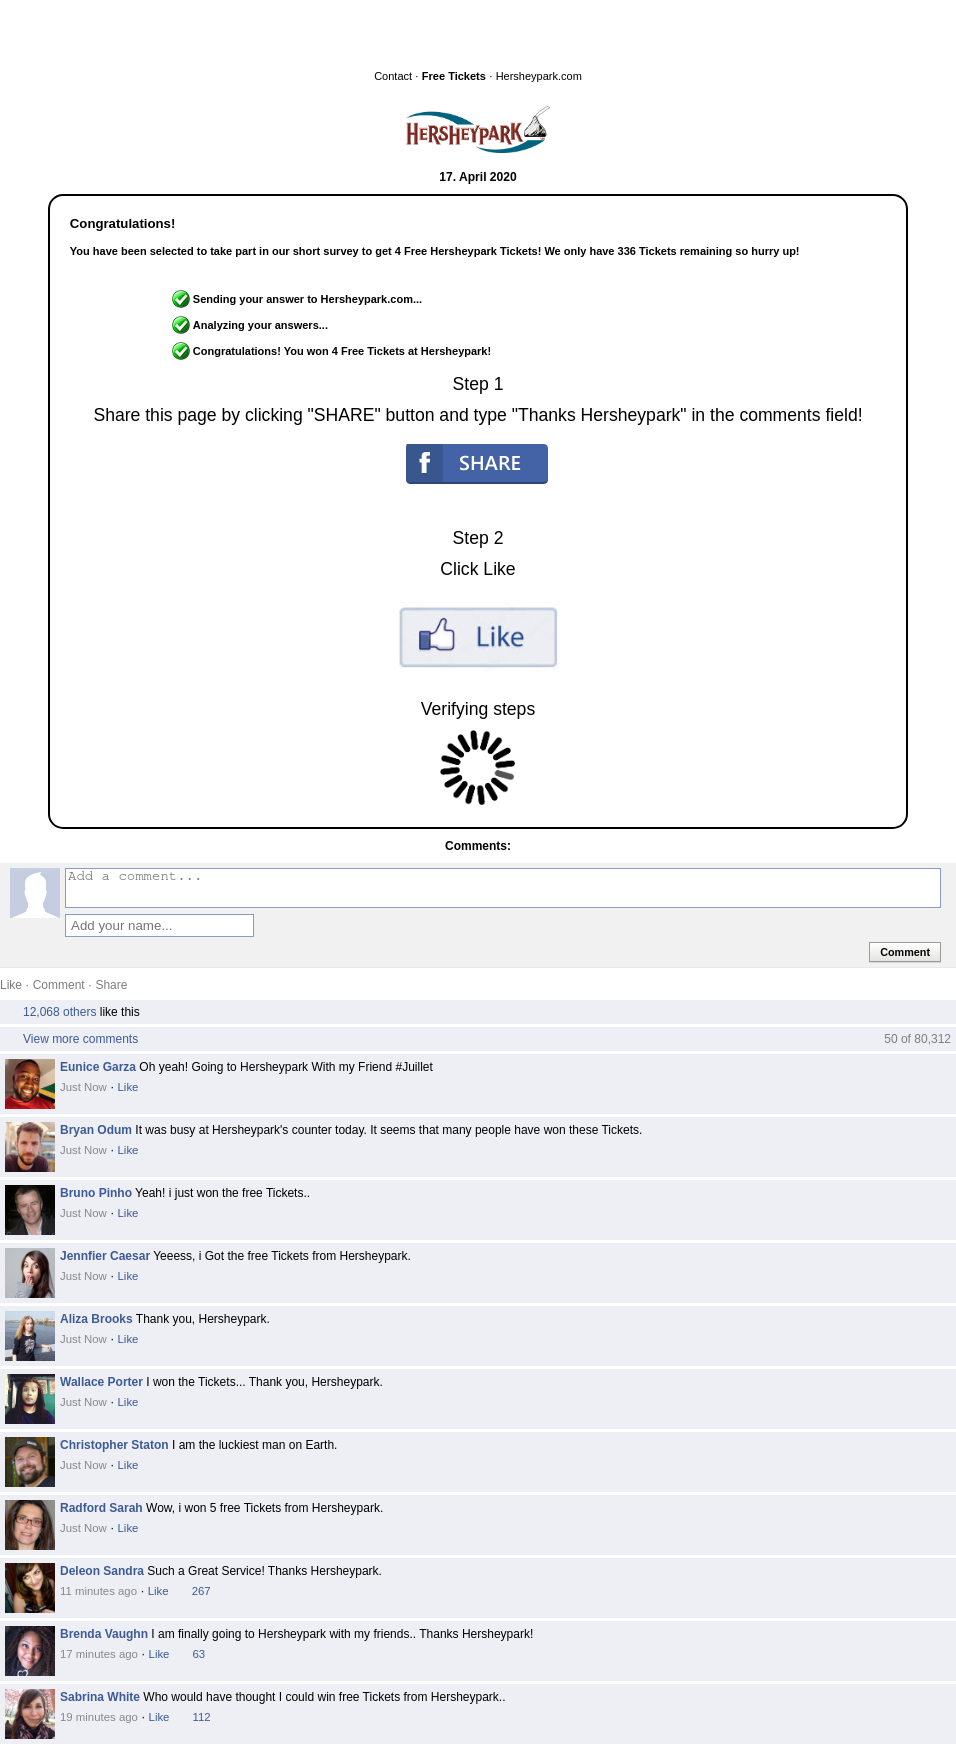 Contact · Free Tickets · Hersheypark.com
HERSHEYPARK
17. April 2020
Congratulations!
You have been selected to take part in our short survey to get 4 Free Hersheypark Tickets! We only have 336 Tickets remaining so hurry up!
Sending your answer to Hersheypark.com...
Analyzing your answers...
Congratulations! You won 4 Free Tickets at Hersheypark!
Step 1
Share this page by clicking "SHARE" button and type "Thanks Hersheypark" in the comments field!
f SHARE
Step 2
Click Like
Like
Verifying steps
Comments:
Add a comment...
Add your name...
Comment
Like · Comment · Share
12,068 others like this
View more comments 50 of 80,312
Eunice Garza Oh yeah! Going to Hersheypark With my Friend #Juillet
Just Now · Like
Bryan Odum It was busy at Hersheypark's counter today. It seems that many people have won these Tickets.
Just Now · Like
Bruno Pinho Yeah! i just won the free Tickets..
Just Now · Like
Jennfier Caesar Yeeess, i Got the free Tickets from Hersheypark.
Just Now · Like
Aliza Brooks Thank you, Hersheypark.
Just Now · Like
Wallace Porter I won the Tickets... Thank you, Hersheypark.
Just Now · Like
Christopher Staton I am the luckiest man on Earth.
Just Now · Like
Radford Sarah Wow, i won 5 free Tickets from Hersheypark.
Just Now · Like
Deleon Sandra Such a Great Service! Thanks Hersheypark.
11 minutes ago · Like 267
Brenda Vaughn I am finally going to Hersheypark with my friends.. Thanks Hersheypark!
17 minutes ago · Like 63
Sabrina White Who would have thought I could win free Tickets from Hersheypark..
19 minutes ago · Like 112